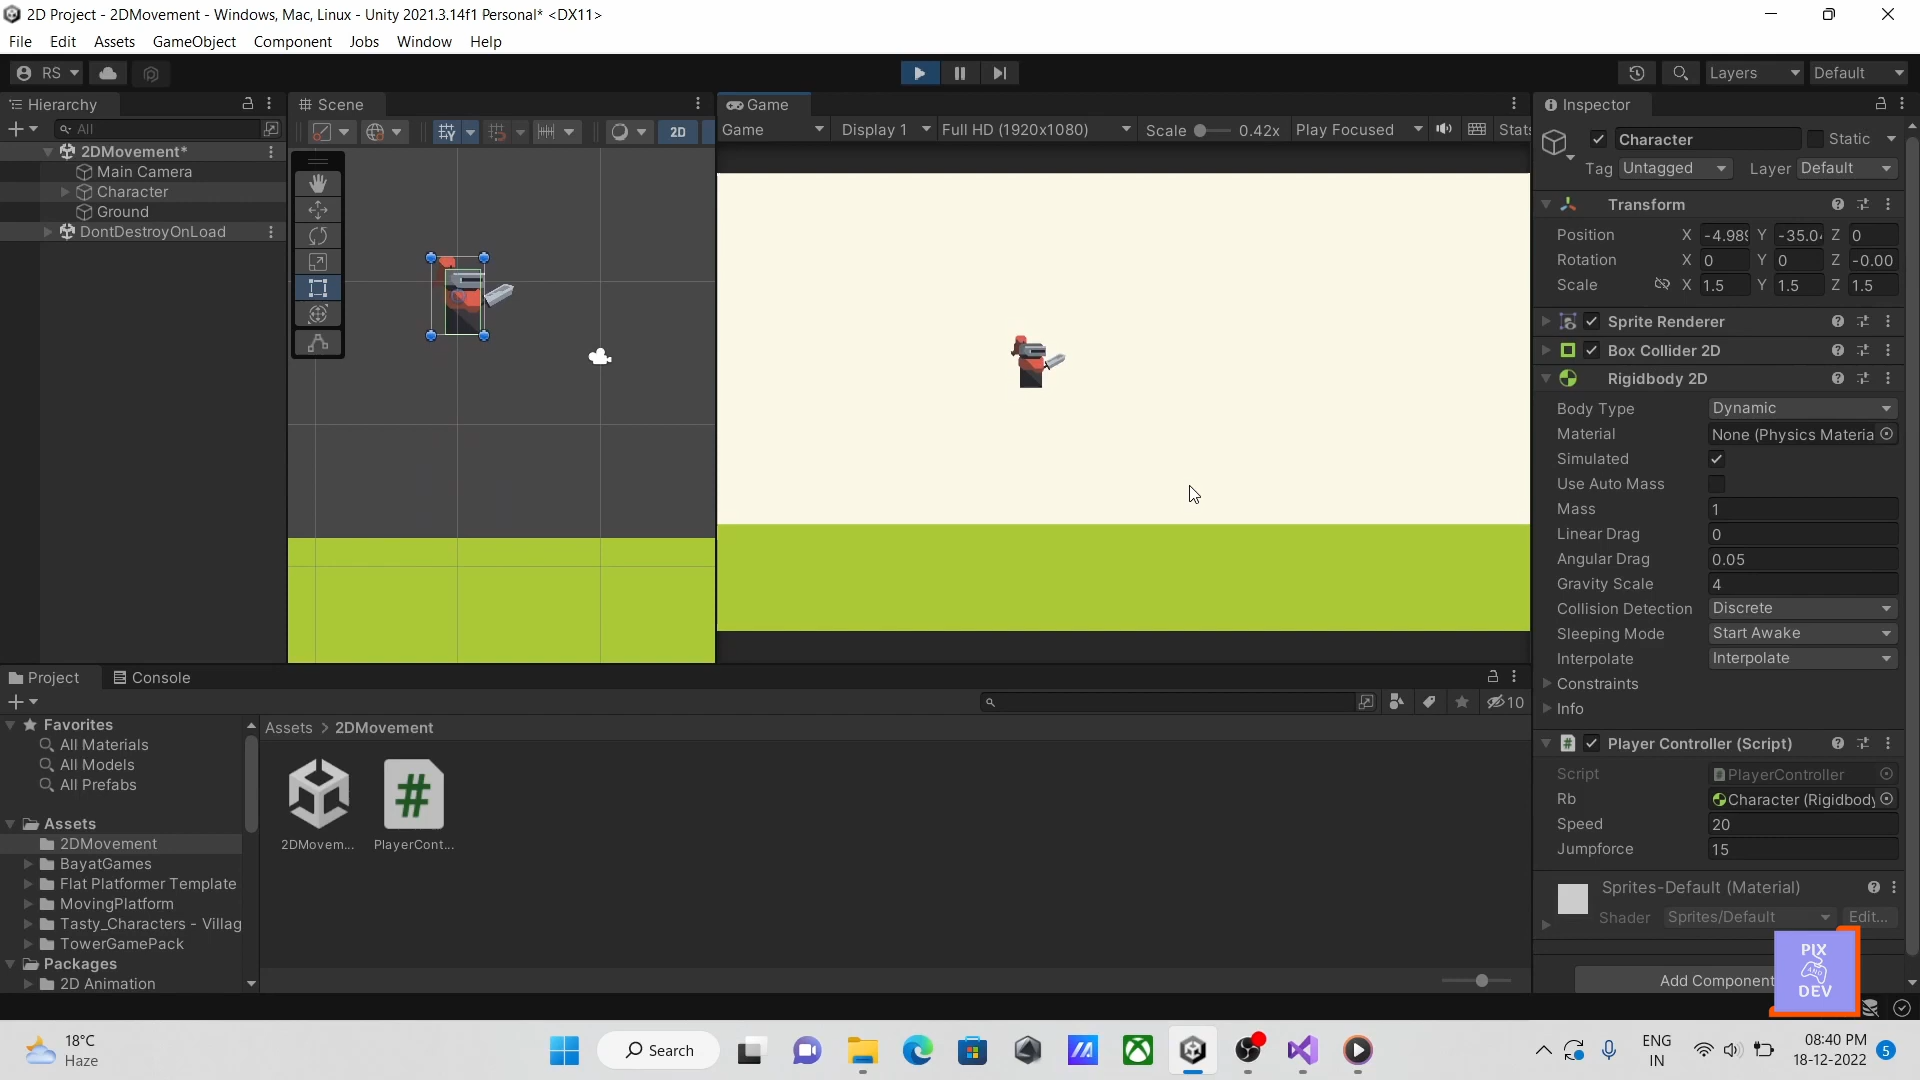 2D Project - 2DMovement - Windows, Mac, Linux - Unity 2021.3.14f1 Personal* <DX11>
File Edit Assets GameObject Component Jobs Window Help
RS Layers Default
Hierarchy
All
2DMovement*
Main Camera
Character
Ground
DontDestroyOnLoad
Scene
2D
Game
Game Display 1 Full HD (1920x1080) Scale 0.42x Play Focused Stats
Inspector
Character Static
Tag Untagged Layer Default
Transform
Position X -4.989 Y -35.04 Z 0
Rotation X 0 Y 0 Z -0.00
Scale X 1.5 Y 1.5 Z 1.5
Sprite Renderer
Box Collider 2D
Rigidbody 2D
Body Type Dynamic
Material None (Physics Materia
Simulated
Use Auto Mass
Mass 1
Linear Drag 0
Angular Drag 0.05
Gravity Scale 4
Collision Detection Discrete
Sleeping Mode Start Awake
Interpolate Interpolate
Constraints
Info
Player Controller (Script)
Script PlayerController
Rb Character (Rigidbody
Speed 20
Jumpforce 15
Sprites-Default (Material)
Shader Sprites/Default Edit...
Add Component
PIX
AND
DEV
Project Console
10
Favorites
All Materials
All Models
All Prefabs
Assets
2DMovement
BayatGames
Flat Platformer Template
MovingPlatform
Tasty_Characters - Villag
TowerGamePack
Packages
2D Animation
Assets > 2DMovement
2DMovem... PlayerCont...
18°C
Haze
Search
ENG
IN
08:40 PM
18-12-2022
5